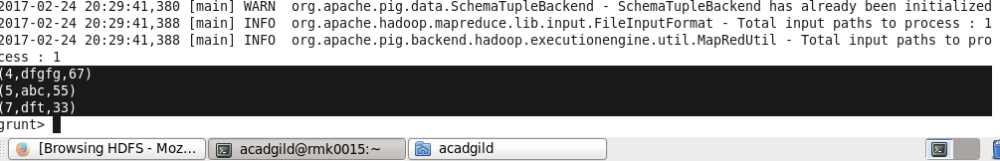 2017-02-24 20:29:41,380 [main] WARN  org.apache.pig.data.SchemaTupleBackend - SchemaTupleBackend has already been initialized
2017-02-24 20:29:41,388 [main] INFO  org.apache.hadoop.mapreduce.lib.input.FileInputFormat - Total input paths to process : 1
2017-02-24 20:29:41,388 [main] INFO  org.apache.pig.backend.hadoop.executionengine.util.MapRedUtil - Total input paths to pro
cess : 1
(4,dfgfg,67)
(5,abc,55)
(7,dft,33)
grunt>
[Browsing HDFS - Moz... acadgild@rmk0015:~ acadgild